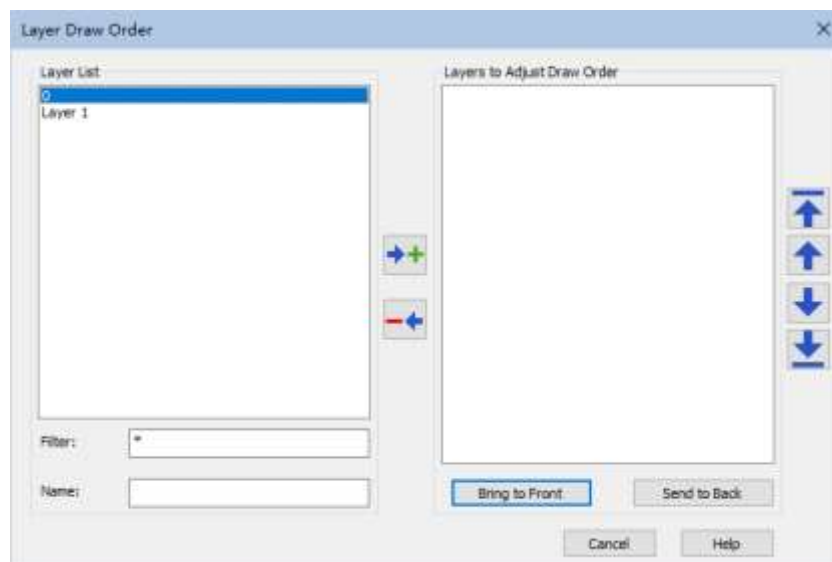 Layer Draw Order
Layer List
0
Layer 1
Filter:
*
Name:
Layers to Adjust Draw Order
Bring to Front
Send to Back
Cancel
Help